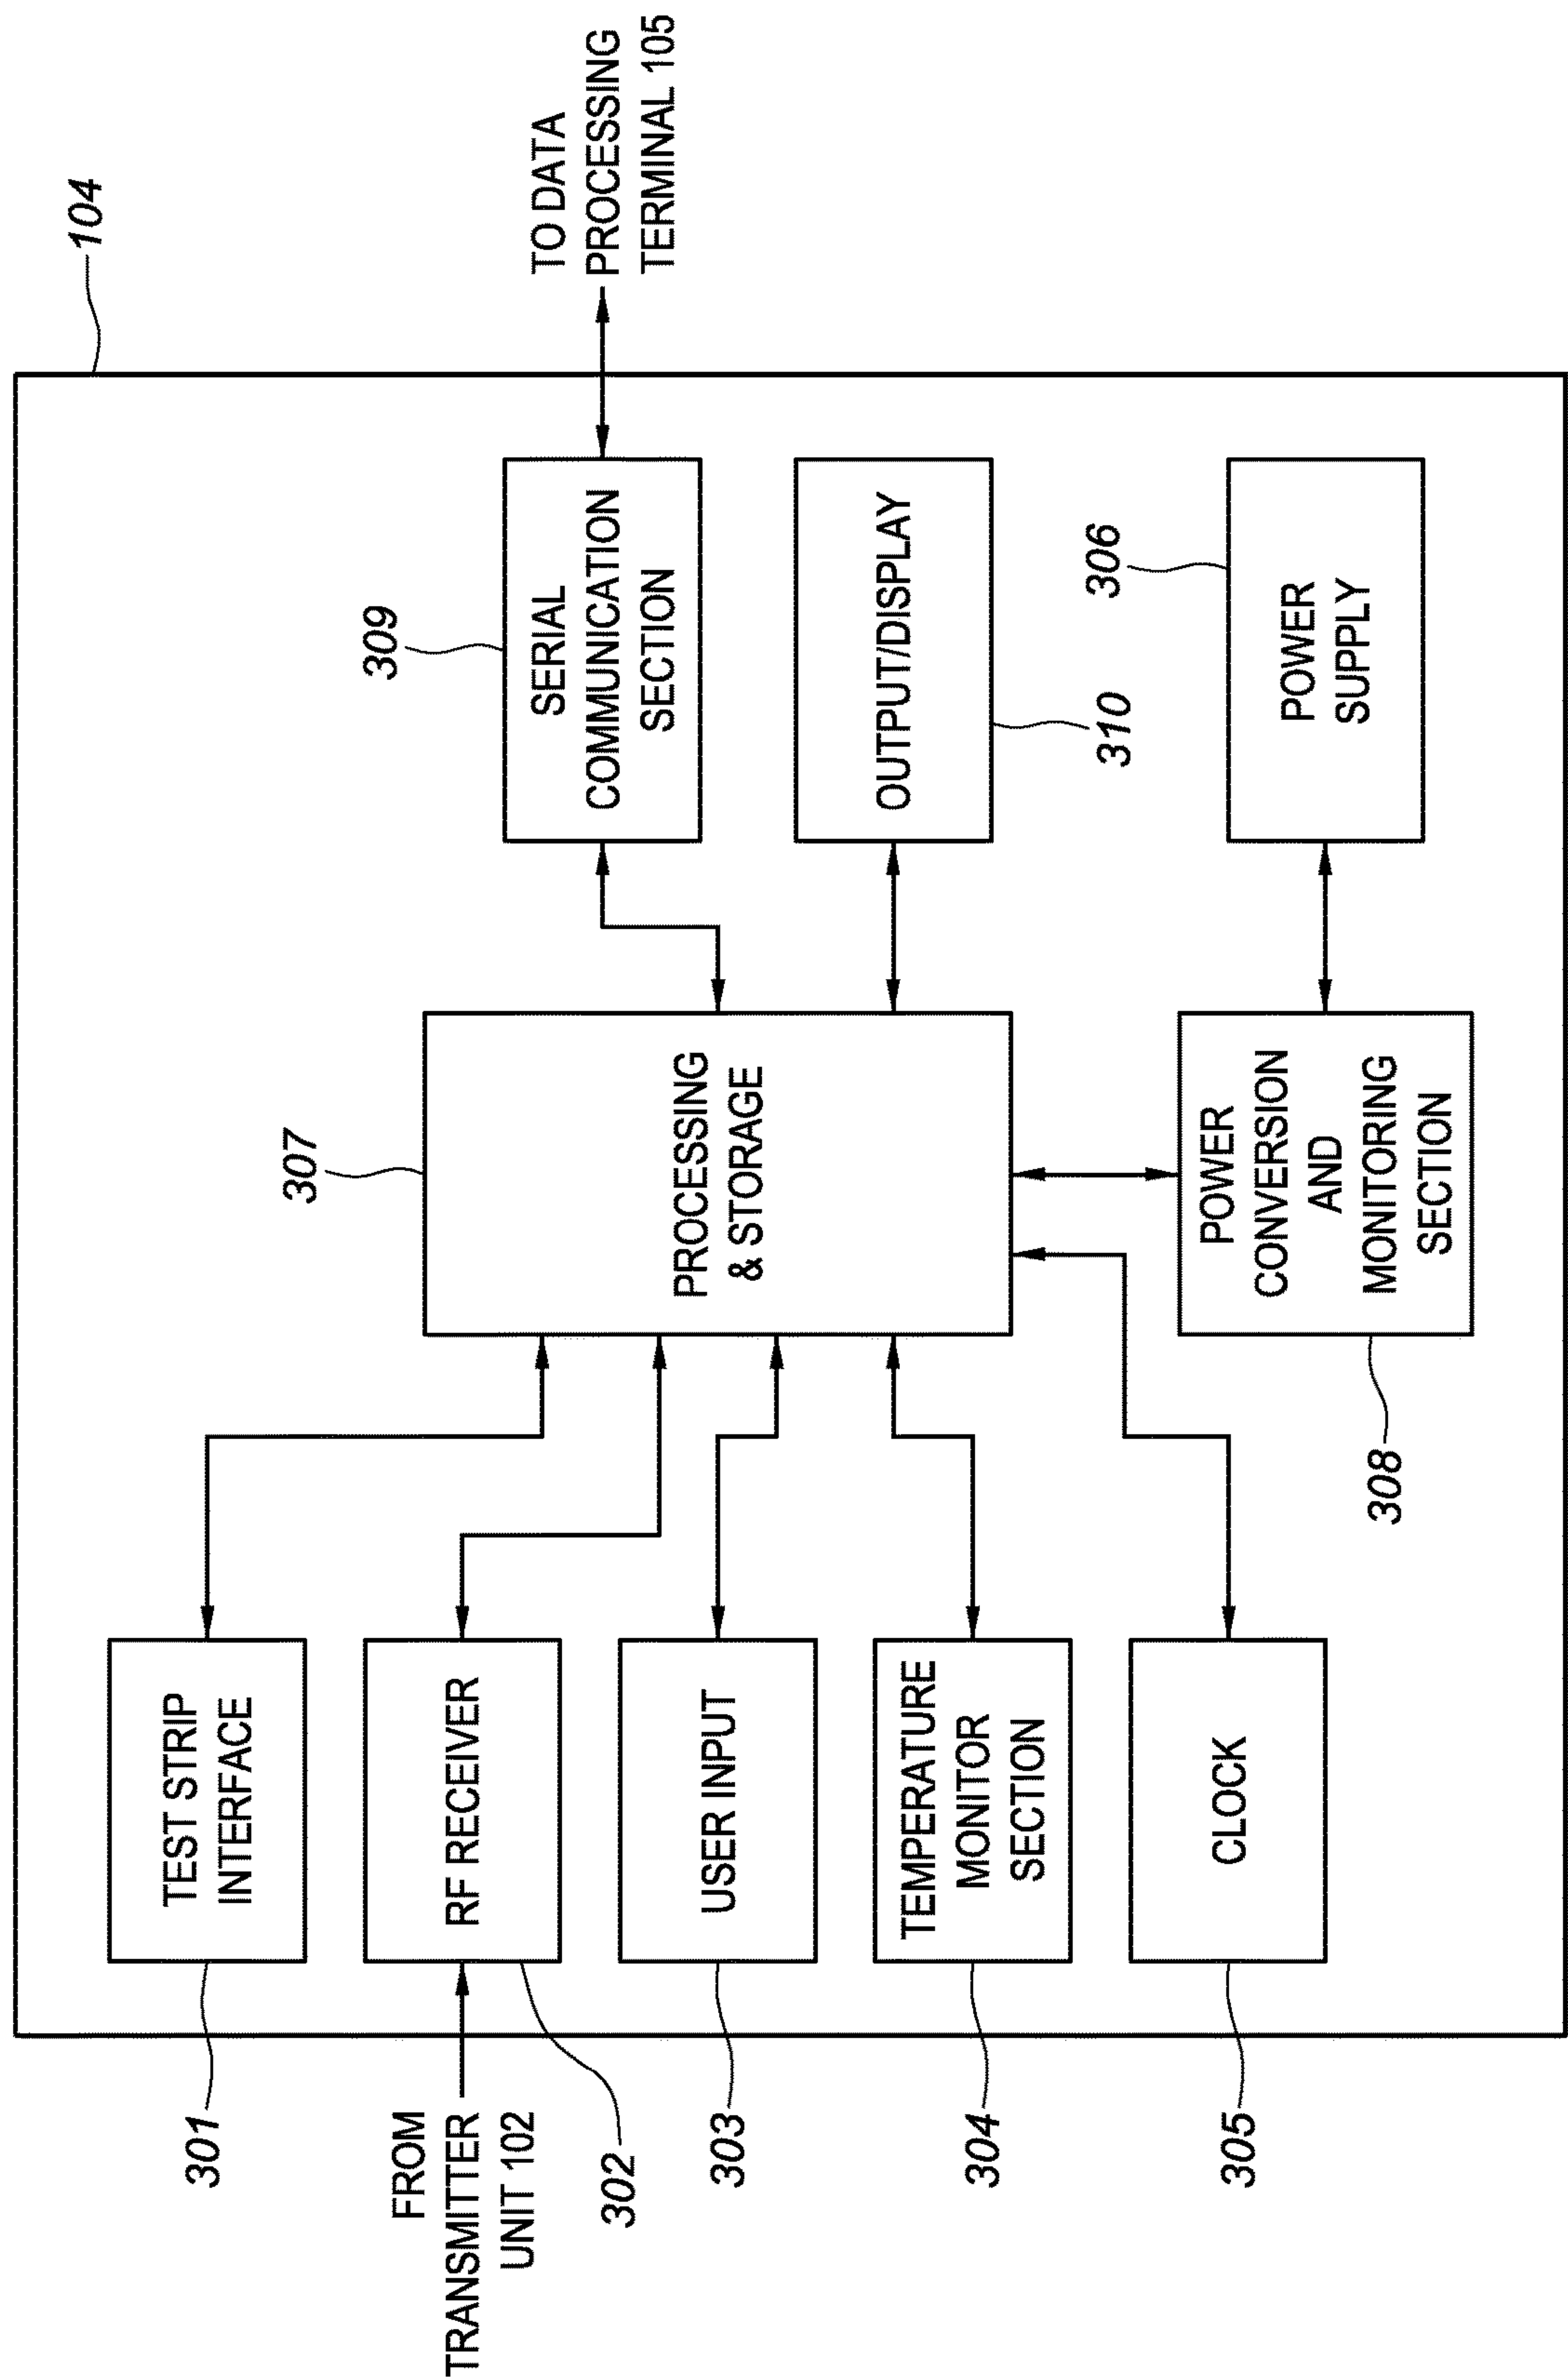 104
301
TEST STRIP
INTERFACE
FROM
TRANSMITTER
UNIT 102
RF RECEIVER
302
USER INPUT
303
TEMPERATURE
MONITOR
SECTION
304
CLOCK
305
307
PROCESSING
& STORAGE
POWER
CONVERSION
AND
MONITORING
SECTION
308
309
SERIAL
COMMUNICATION
SECTION
TO DATA
PROCESSING
TERMINAL 105
OUTPUT/DISPLAY
310
306
POWER
SUPPLY